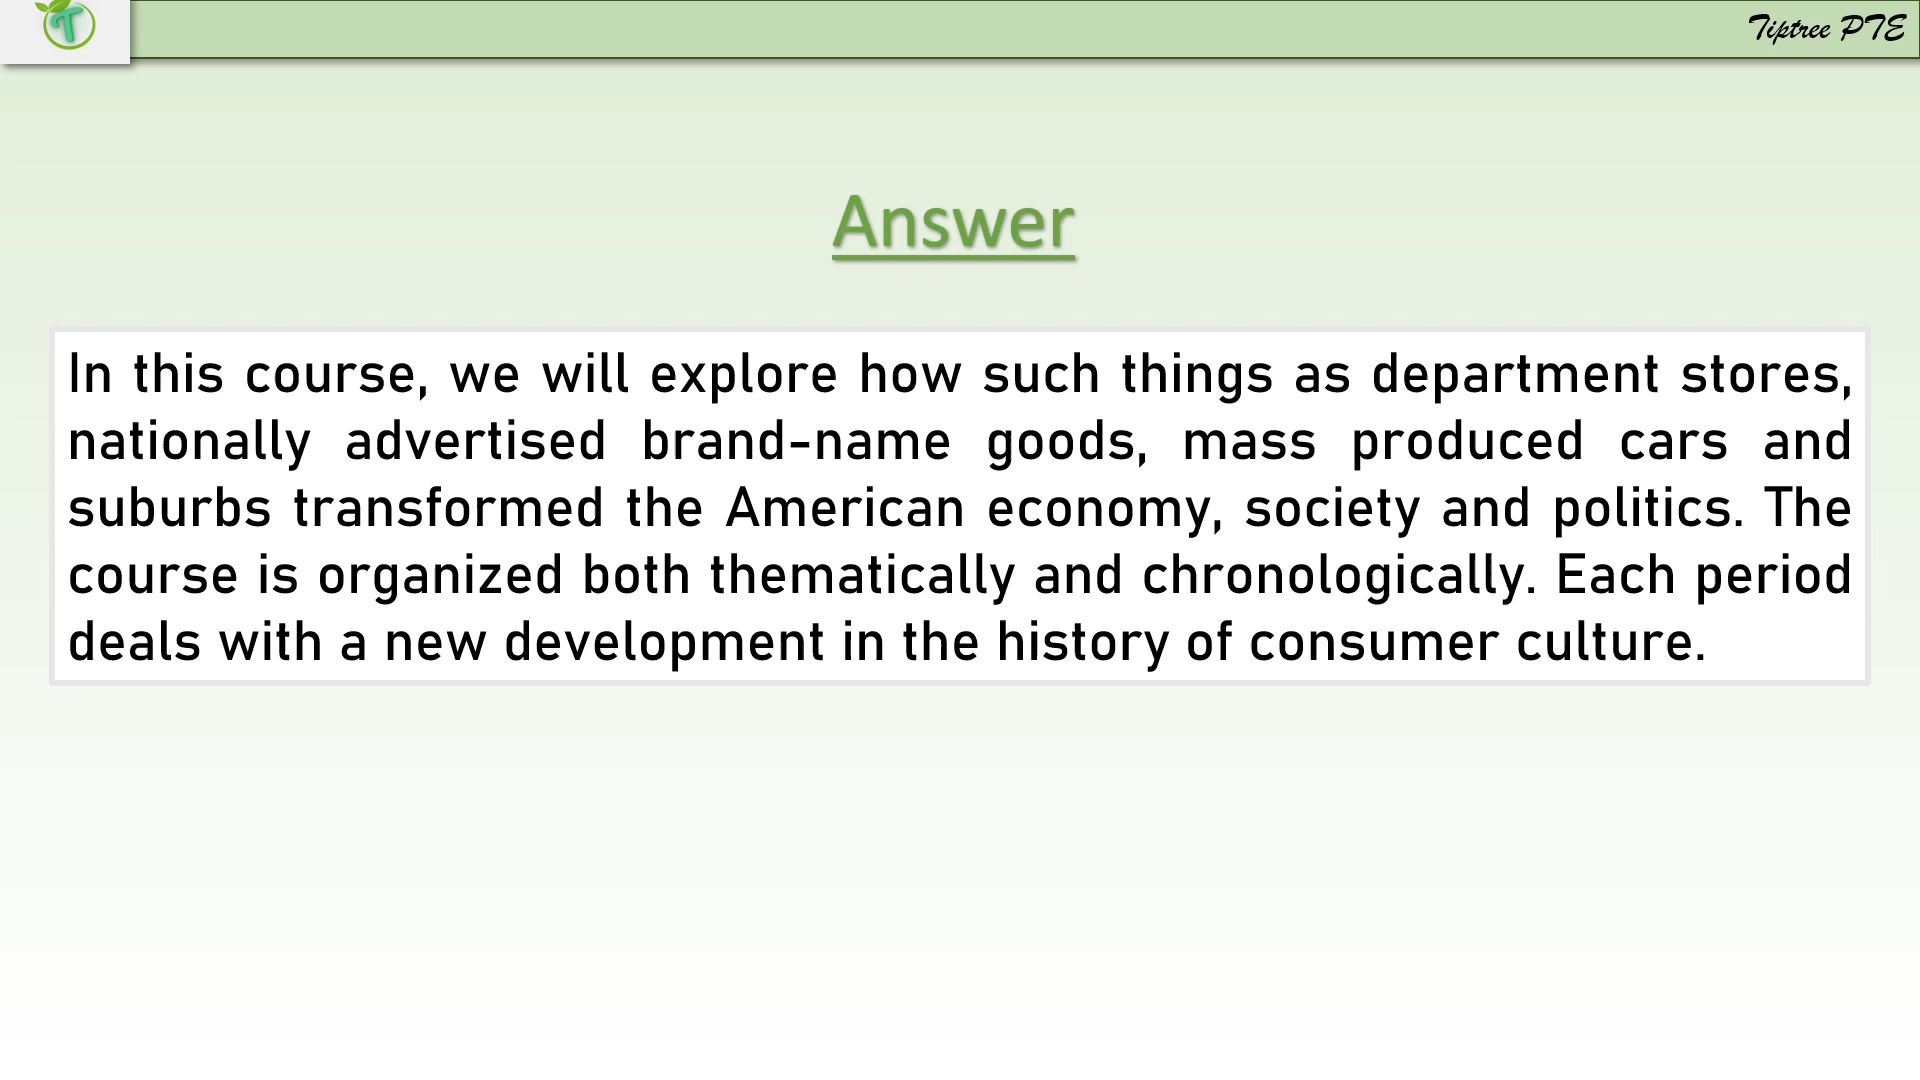 T
Tiptree PTE
Answer
In this course, we will explore how such things as department stores,
nationally advertised brand-name goods, mass produced cars and
suburbs transformed the American economy, society and politics. The
course is organized both thematically and chronologically. Each period
deals with a new development in the history of consumer culture.